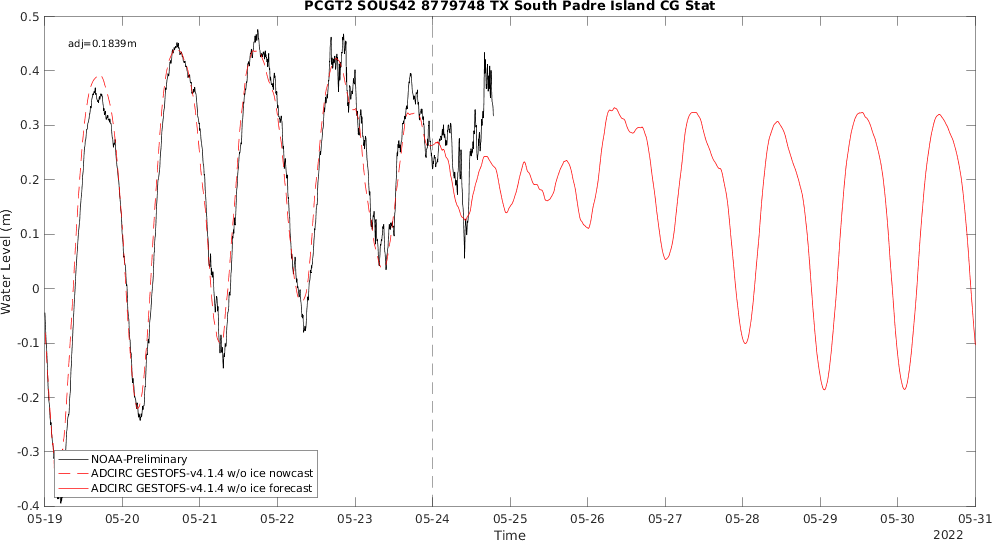 PCGT2 SOUS42 8779748 TX South Padre Island CG Stat
adj=0.1839m
Water Level (m)
0.5
0.4
0.3
0.2
0.1
0
-0.1
-0.2
-0.3
-0.4
NOAA-Preliminary
ADCIRC GESTOFS-v4.1.4 w/o ice nowcast
ADCIRC GESTOFS-v4.1.4 w/o ice forecast
05-19 05-20 05-21 05-22 05-23 05-24 05-25 05-26 05-27 05-28 05-29 05-30 05-31
Time
2022